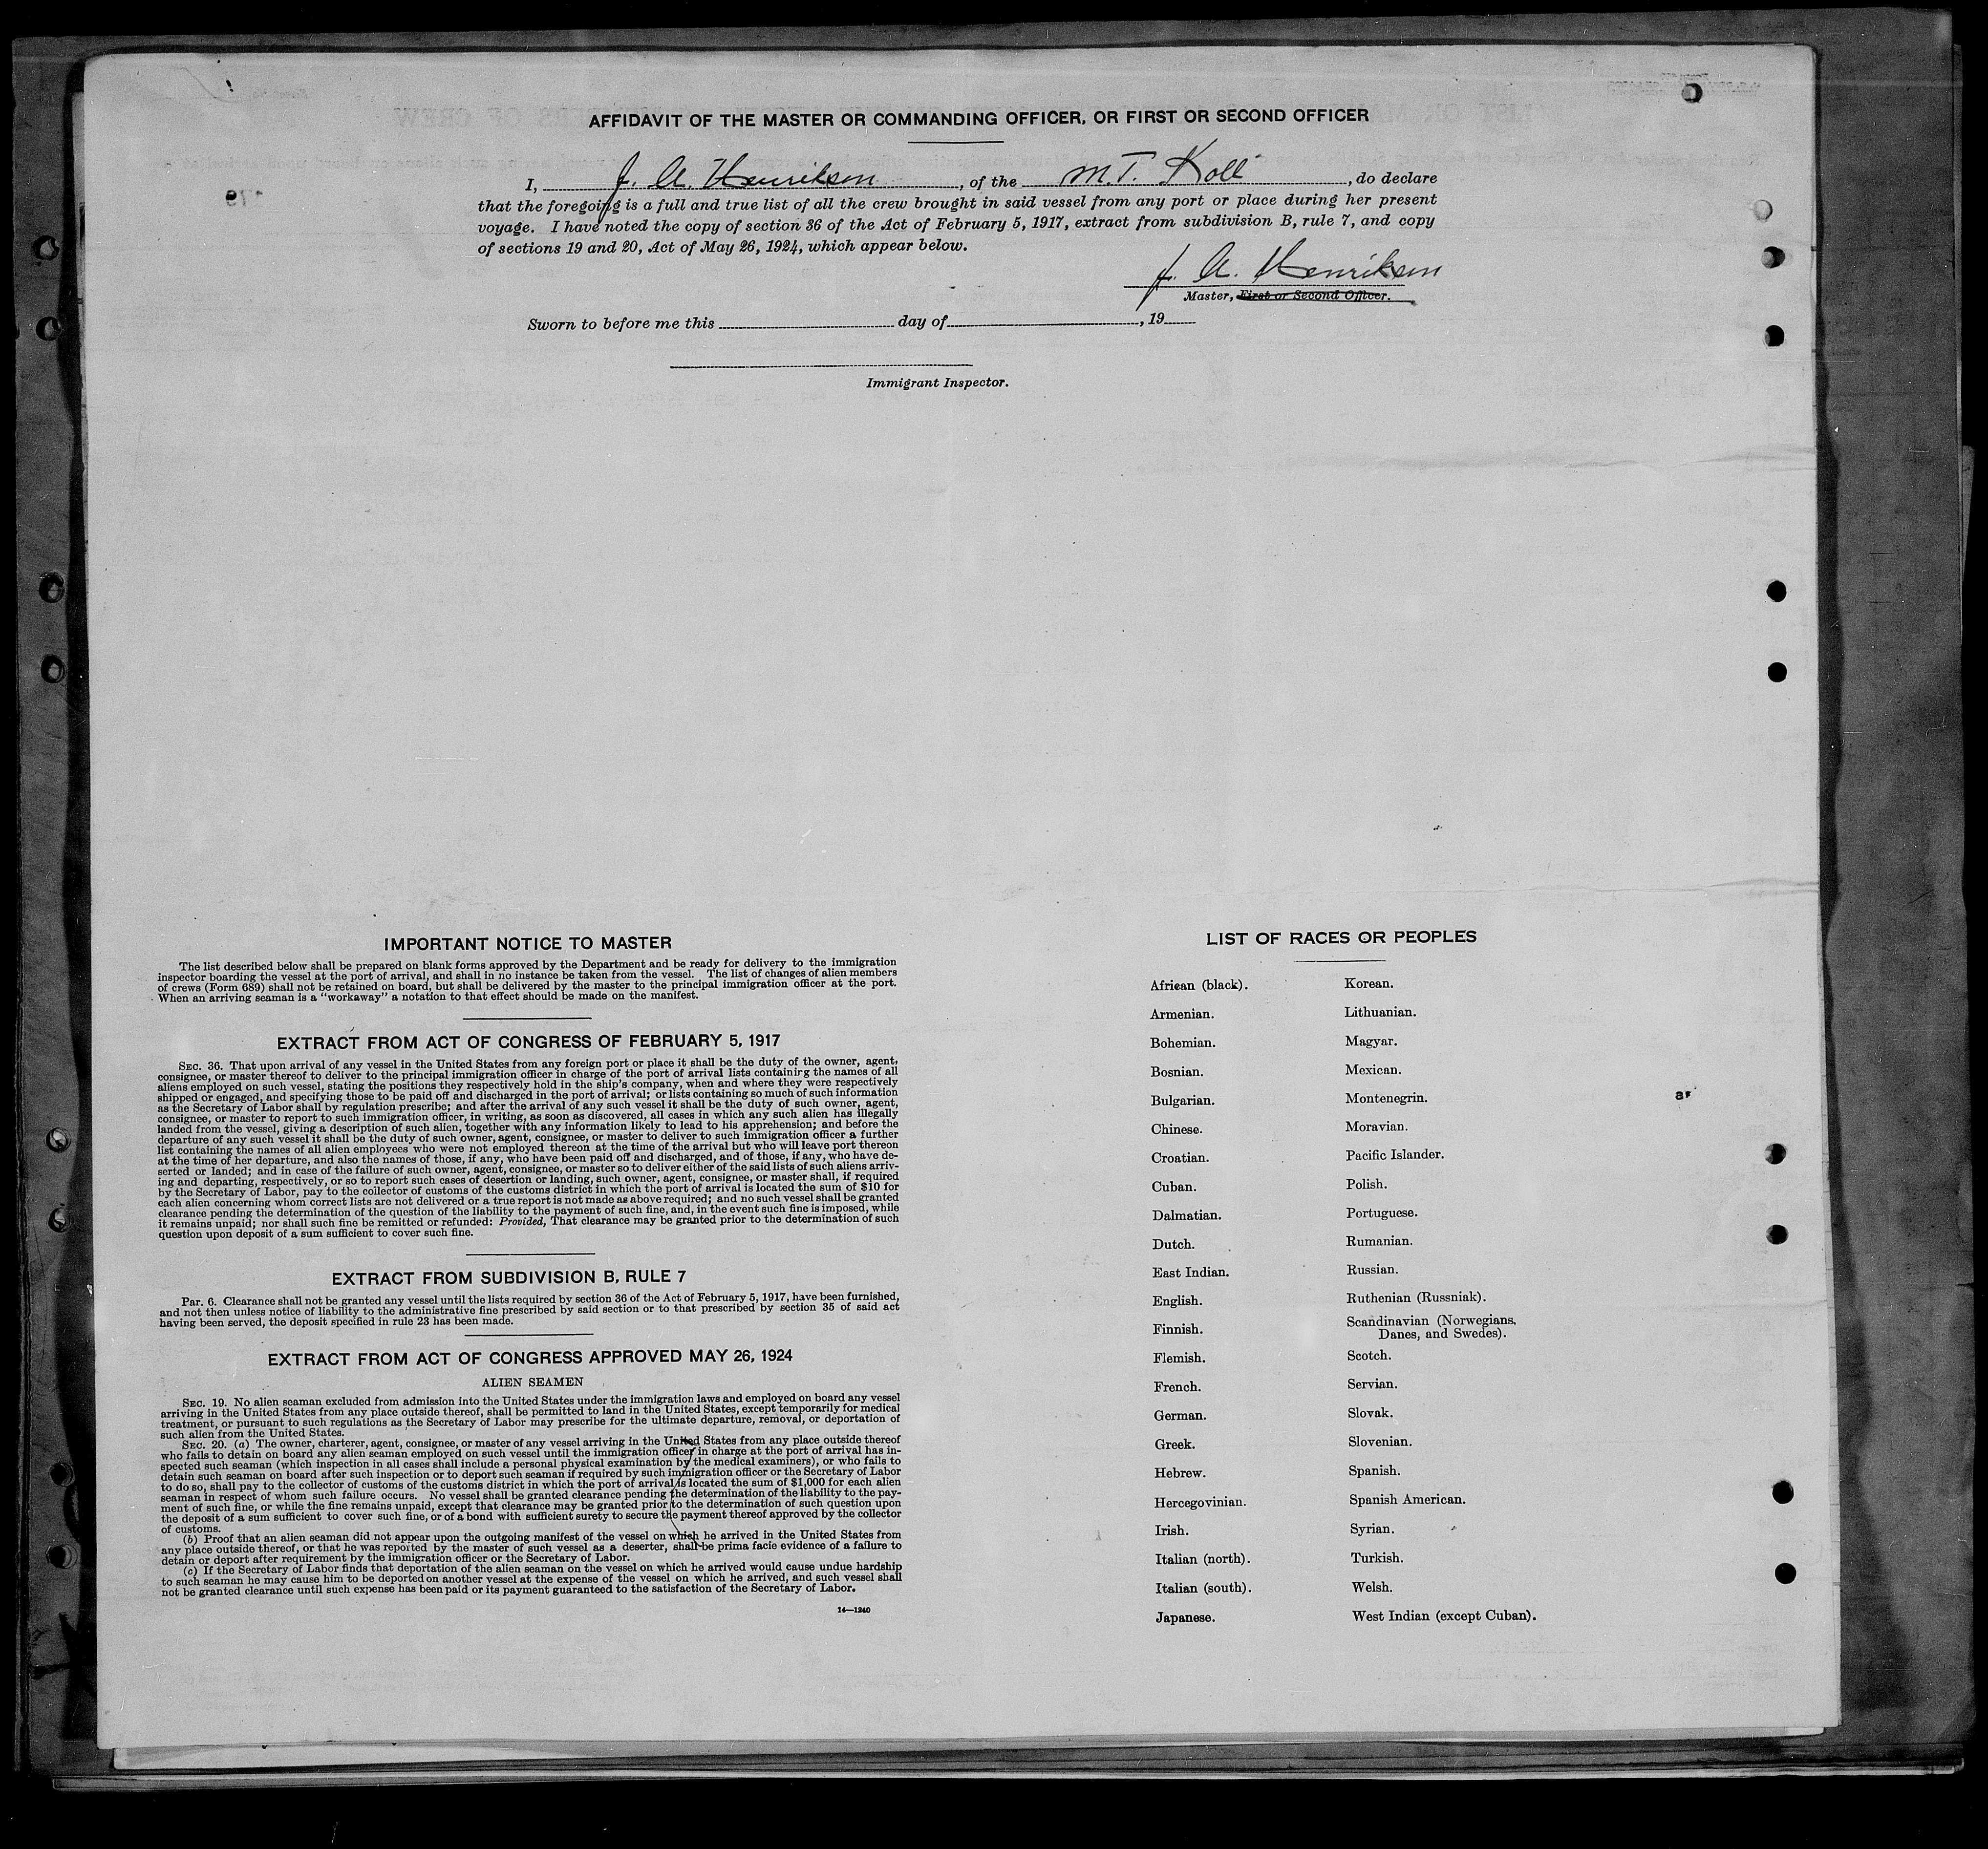 AFFIDAVIT OF THE MASTER OR COMMANDING OFFICER, OR FIRST OR SECOND OFFICER
I, J. A. Henriksen, of the M.T. Koll, do declare
that the foregoing is a full and true list of all the crew brought in said vessel from any port or place during her present
voyage. I have noted the copy of section 36 of the Act of February 5, 1917, extract from subdivision B, rule 7, and copy
of sections 19 and 20, Act of May 26, 1924, which appear below.
J. A. Henriksen
Master, First or Second Officer.
Sworn to before me this day of , 19
Immigrant Inspector.
IMPORTANT NOTICE TO MASTER
The list described below shall be prepared on blank forms approved by the Department and be ready for delivery to the immigration
inspector boarding the vessel at the port of arrival, and shall in no instance be taken from the vessel. The list of changes of alien members
of crews (Form 689) shall not be retained on board, but shall be delivered by the master to the principal immigration officer at the port.
When an arriving seaman is a "workaway" a notation to that effect should be made on the manifest.
EXTRACT FROM ACT OF CONGRESS OF FEBRUARY 5, 1917
SEC. 36. That upon arrival of any vessel in the United States from any foreign port or place it shall be the duty of the owner, agent,
consignee, or master thereof to deliver to the principal immigration officer in charge of the port of arrival lists containing the names of all
aliens employed on such vessel, stating the positions they respectively hold in the ship's company, when and where they were respectively
shipped or engaged, and specifying those to be paid off and discharged in the port of arrival; or lists containing so much of such information
as the Secretary of Labor shall by regulation prescribe; and after the arrival of any such vessel it shall be the duty of such owner, agent,
consignee, or master to report to such immigration officer, in writing, as soon as discovered, all cases in which any such alien has illegally
landed from the vessel, giving a description of such alien, together with any information likely to lead to his apprehension; and before the
departure of any such vessel it shall be the duty of such owner, agent, consignee, or master to deliver to such immigration officer a further
list containing the names of all alien employees who were not employed thereon at the time of the arrival but who will leave port thereon
at the time of her departure, and also the names of those, if any, who have been paid off and discharged, and of those, if any, who have de-
serted or landed; and in case of the failure of such owner, agent, consignee, or master so to deliver either of the said lists of such aliens arriv-
ing and departing, respectively, or so to report such cases of desertion or landing, such owner, agent, consignee, or master shall, if required
by the Secretary of Labor, pay to the collector of customs of the customs district in which the port of arrival is located the sum of $10 for
each alien concerning whom correct lists are not delivered or a true report is not made as above required; and no such vessel shall be granted
clearance pending the determination of the question of the liability to the payment of such fine, and, in the event such fine is imposed, while
it remains unpaid; nor shall such fine be remitted or refunded: Provided, That clearance may be granted prior to the determination of such
question upon deposit of a sum sufficient to cover such fine.
EXTRACT FROM SUBDIVISION B, RULE 7
Par. 6. Clearance shall not be granted any vessel until the lists required by section 36 of the Act of February 5, 1917, have been furnished,
and not then unless notice of liability to the administrative fine prescribed by said section or to that prescribed by section 35 of said act
having been served, the deposit specified in rule 23 has been made.
EXTRACT FROM ACT OF CONGRESS APPROVED MAY 26, 1924
ALIEN SEAMEN
SEC. 19. No alien seaman excluded from admission into the United States under the immigration laws and employed on board any vessel
arriving in the United States from any place outside thereof, shall be permitted to land in the United States, except temporarily for medical
treatment, or pursuant to such regulations as the Secretary of Labor may prescribe for the ultimate departure, removal, or deportation of
such alien from the United States.
SEC. 20. (a) The owner, charterer, agent, consignee, or master of any vessel arriving in the United States from any place outside thereof
who fails to detain on board any alien seaman employed on such vessel until the immigration officer in charge at the port of arrival has in-
spected such seaman (which inspection in all cases shall include a personal physical examination by the medical examiners), or who fails to
detain such seaman on board after such inspection or to deport such seaman if required by such immigration officer or the Secretary of Labor
to do so, shall pay to the collector of customs of the customs district in which the port of arrival is located the sum of $1,000 for each alien
seaman in respect of whom such failure occurs. No vessel shall be granted clearance pending the determination of the liability to the pay-
ment of such fine, or while the fine remains unpaid, except that clearance may be granted prior to the determination of such question upon
the deposit of a sum sufficient to cover such fine, or of a bond with sufficient surety to secure the payment thereof approved by the collector
of customs.
(b) Proof that an alien seaman did not appear upon the outgoing manifest of the vessel on which he arrived in the United States from
any place outside thereof, or that he was reported by the master of such vessel as a deserter, shall be prima facie evidence of a failure to
detain or deport after requirement by the immigration officer or the Secretary of Labor.
(c) If the Secretary of Labor finds that deportation of the alien seaman on the vessel on which he arrived would cause undue hardship
to such seaman he may cause him to be deported on another vessel at the expense of the vessel on which he arrived, and such vessel shall
not be granted clearance until such expense has been paid or its payment guaranteed to the satisfaction of the Secretary of Labor.
14—1240
LIST OF RACES OR PEOPLES
African (black).
Armenian.
Bohemian.
Bosnian.
Bulgarian.
Chinese.
Croatian.
Cuban.
Dalmatian.
Dutch.
East Indian.
English.
Finnish.
Flemish.
French.
German.
Greek.
Hebrew.
Hercegovinian.
Irish.
Italian (north).
Italian (south).
Japanese.
Korean.
Lithuanian.
Magyar.
Mexican.
Montenegrin.
Moravian.
Pacific Islander.
Polish.
Portuguese.
Rumanian.
Russian.
Ruthenian (Russniak).
Scandinavian (Norwegians,
Danes, and Swedes).
Scotch.
Servian.
Slovak.
Slovenian.
Spanish.
Spanish American.
Syrian.
Turkish.
Welsh.
West Indian (except Cuban).